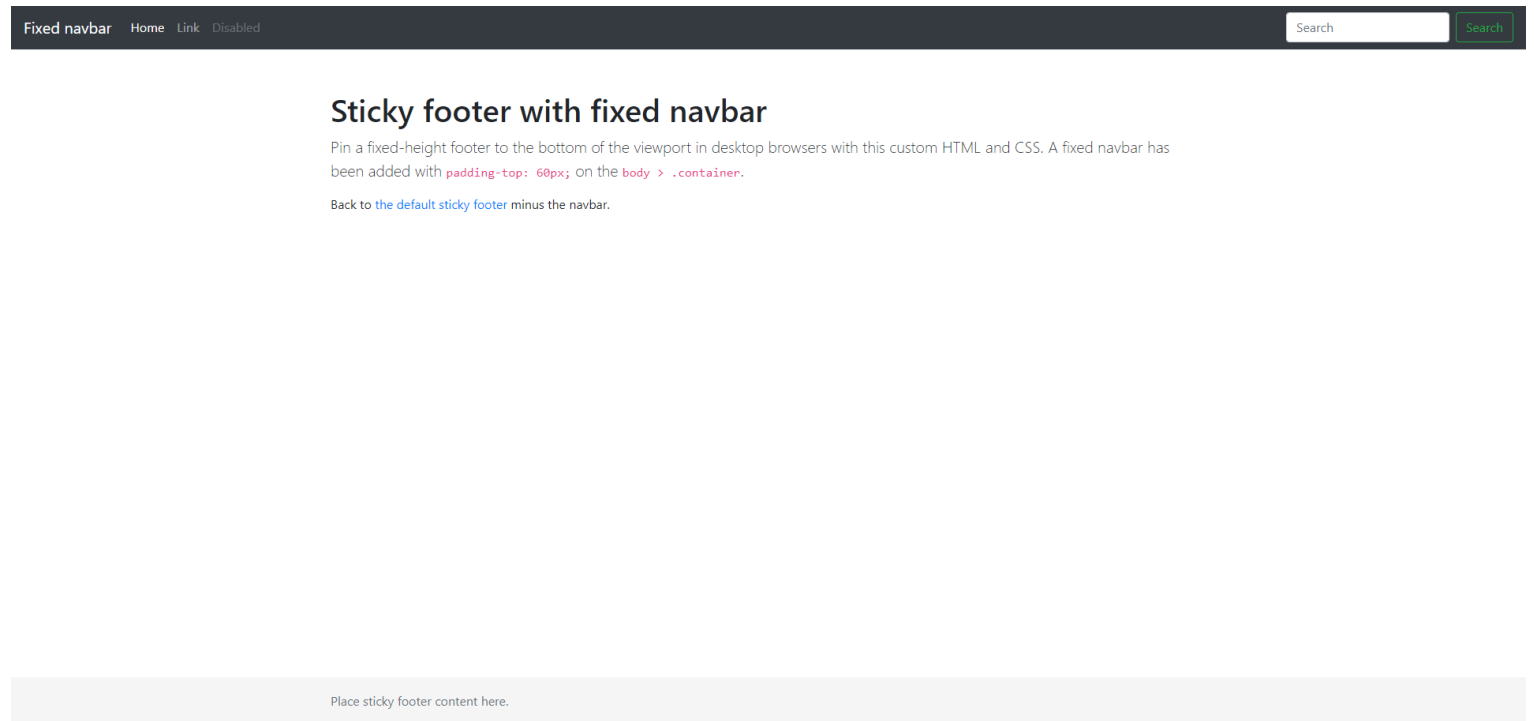 Fixed navbar Home Link Disabled Search Search
Sticky footer with fixed navbar
Pin a fixed-height footer to the bottom of the viewport in desktop browsers with this custom HTML and CSS. A fixed navbar has
been added with padding-top: 60px; on the body > .container.
Back to the default sticky footer minus the navbar.
Place sticky footer content here.